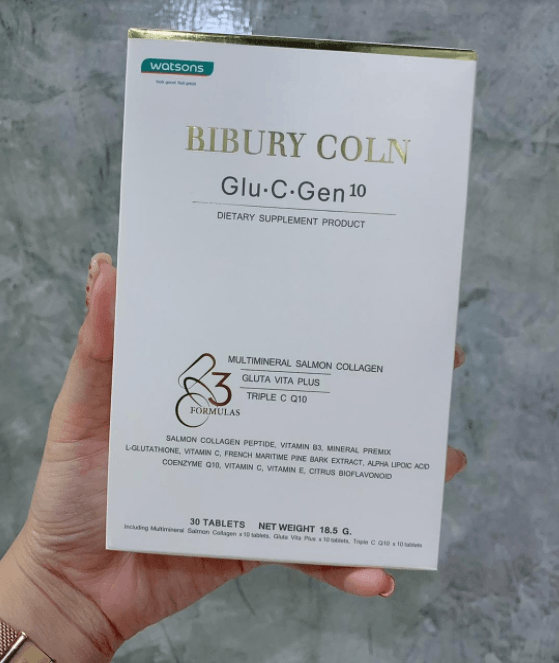 watsons
BIBURY COLN
Glu·C·Gen 10
DIETARY SUPPLEMENT PRODUCT
MULTIMINERAL SALMON COLLAGEN
GLUTA VITA PLUS
TRIPLE C Q10
3
FORMULAS
SALMON COLLAGEN PEPTIDE, VITAMIN B3, MINERAL PREMIX
L-GLUTATHIONE, VITAMIN C, FRENCH MARITIME PINE BARK EXTRACT, ALPHA LIPOIC ACID
COENZYME Q10, VITAMIN C, VITAMIN E, CITRUS BIOFLAVONOID
30 TABLETS NET WEIGHT 18.5 G.
Including Multimineral Salmon Collagen x 10 tablets, Gluta Vita Plus x 10 tablets, Triple C Q10 x 10 tablets